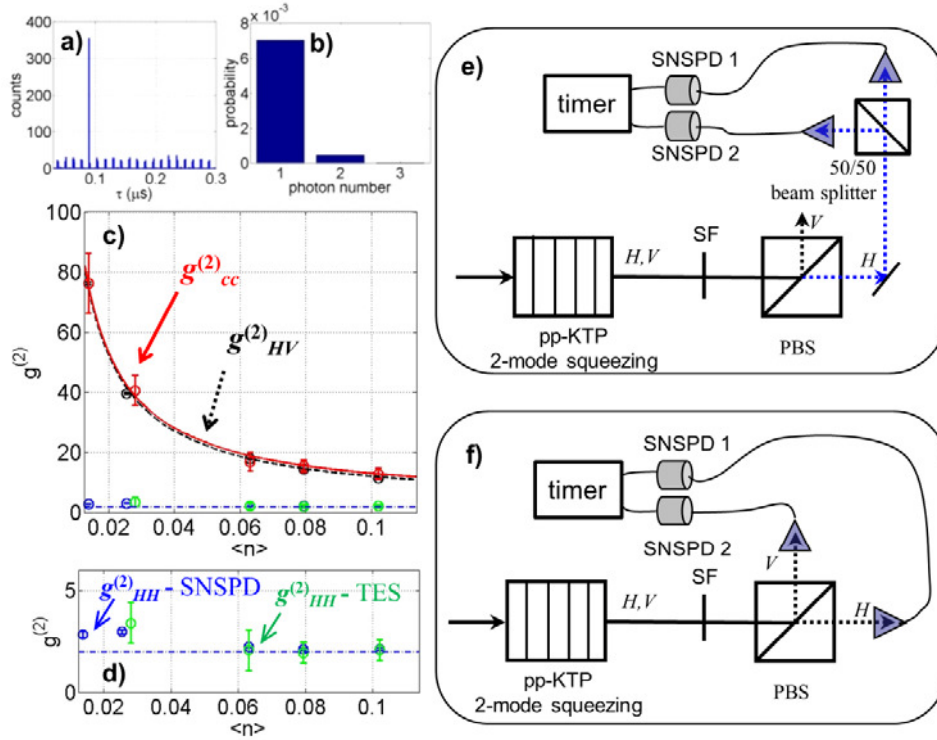 a)
400
300
200
100
0
counts
0.1
0.2
0.3
τ (μs)
b)
8 ×10⁻³
6
4
2
0
probability
1
2
3
photon number
c)
100
80
60
40
20
0
g(2)
g(2)cc
g(2)HV
0.02
0.04
0.06
0.08
0.1
<n>
g(2)HH - SNSPD
g(2)HH - TES
5
0
g(2)
d)
0.02
0.04
0.06
0.08
0.1
<n>
e)
SNSPD 1
timer
SNSPD 2
50/50
beam splitter
V
SF
H,V
H
pp-KTP
2-mode squeezing
PBS
f)
SNSPD 1
timer
SNSPD 2
V
SF
H,V
H
pp-KTP
2-mode squeezing
PBS